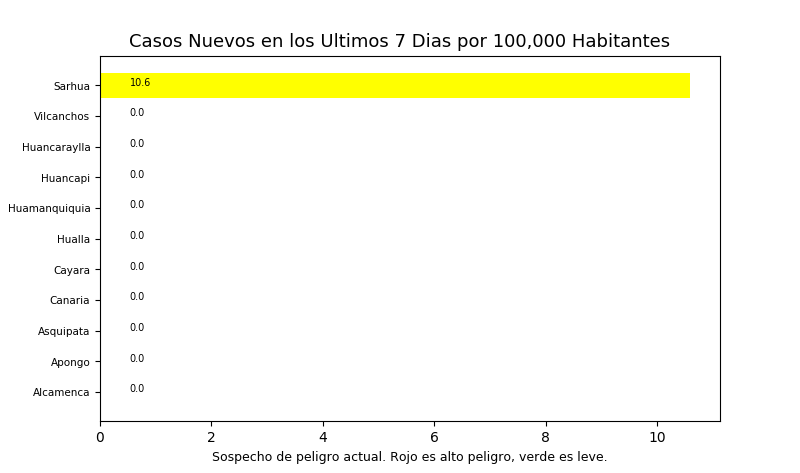 Casos Nuevos en los Ultimos 7 Dias por 100,000 Habitantes
Sarhua 10.6
Vilcanchos 0.0
Huancaraylla 0.0
Huancapi 0.0
Huamanquiquia 0.0
Hualla 0.0
Cayara 0.0
Canaria 0.0
Asquipata 0.0
Apongo 0.0
Alcamenca 0.0
0 2 4 6 8 10
Sospecho de peligro actual. Rojo es alto peligro, verde es leve.